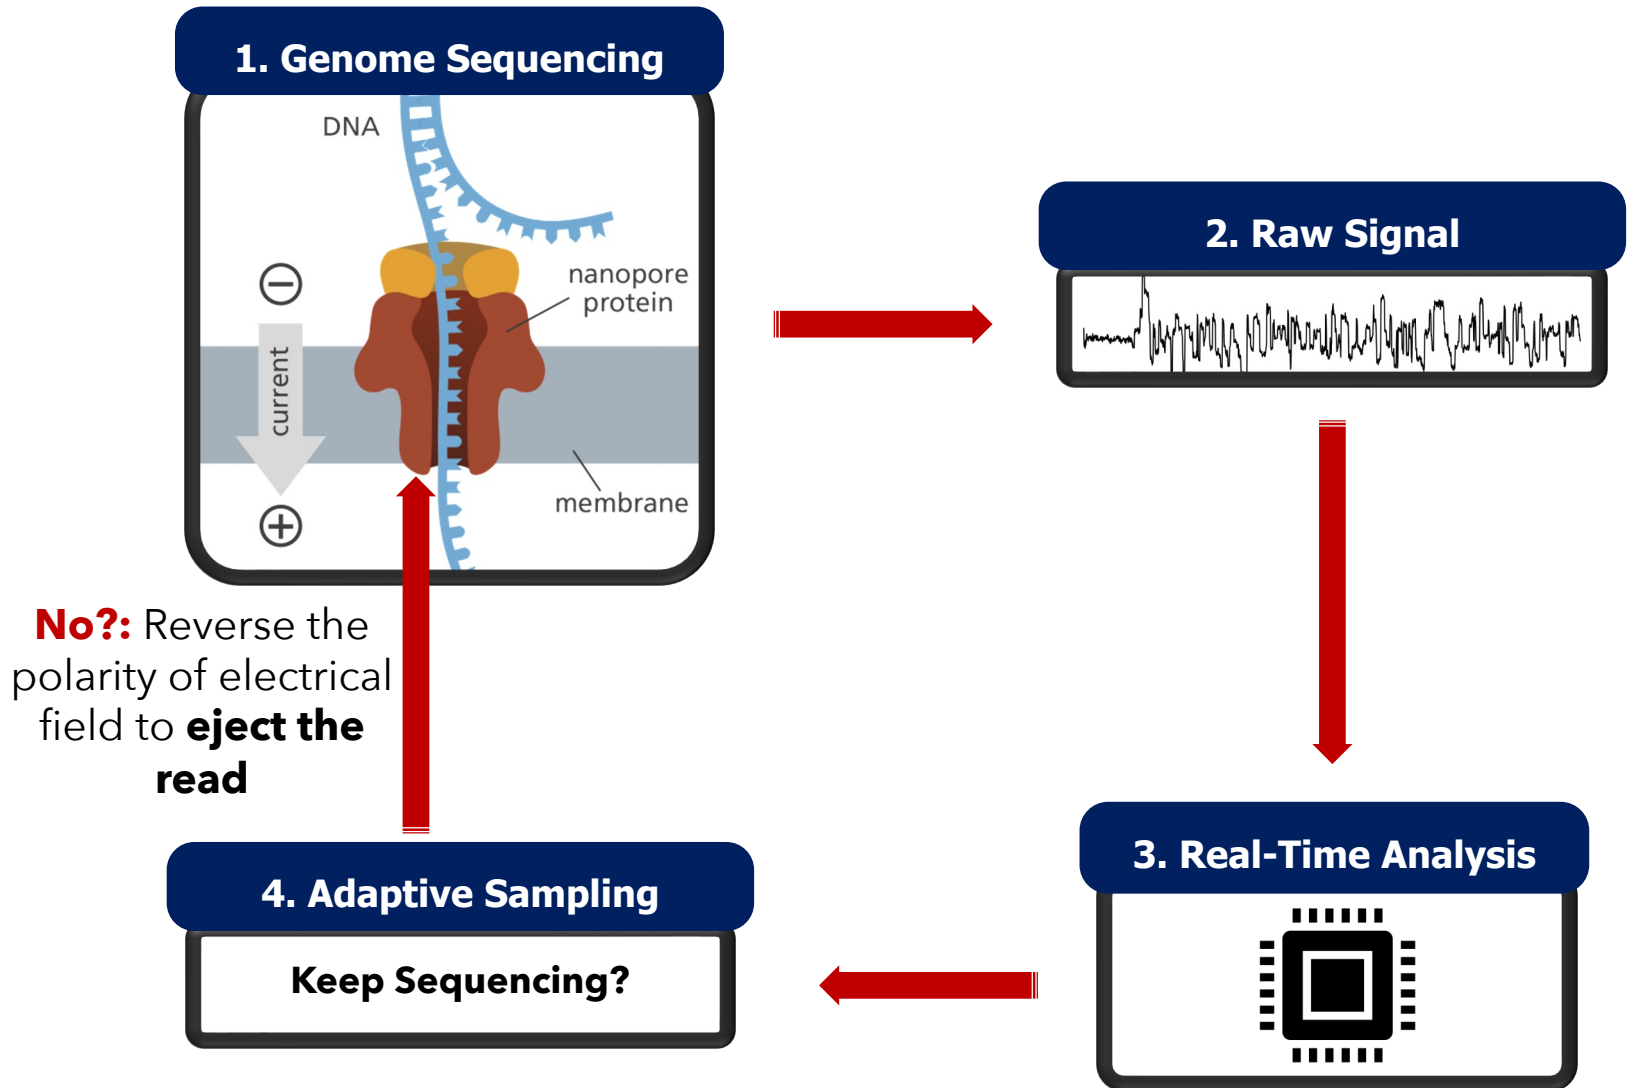 1. Genome Sequencing
DNA
nanopore
protein
−
current
+
membrane
2. Raw Signal
3. Real-Time Analysis
4. Adaptive Sampling
Keep Sequencing?
No?: Reverse the
polarity of electrical
field to eject the
read